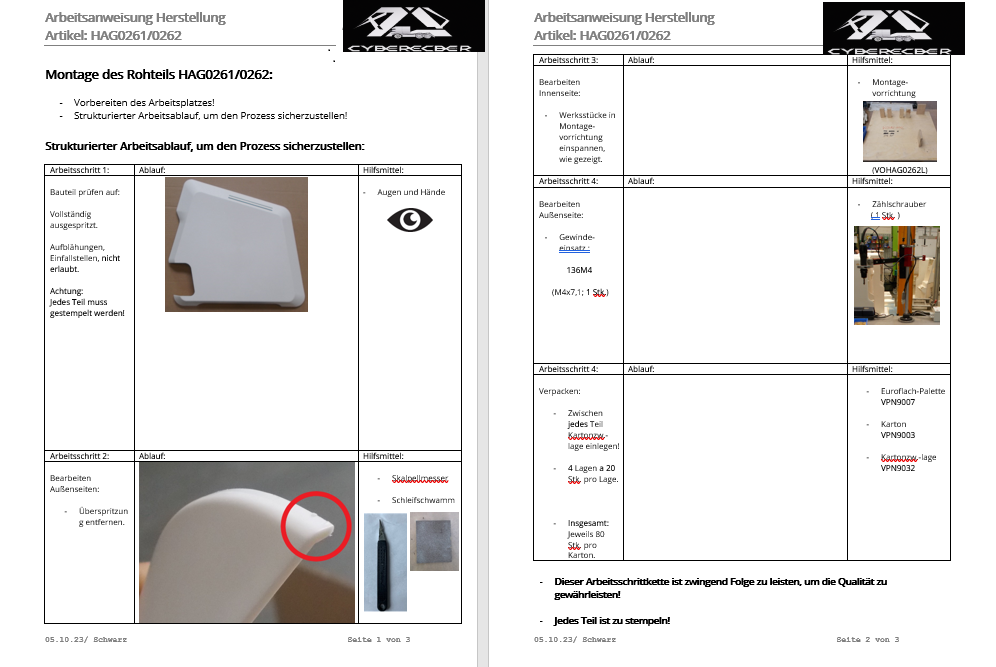 Arbeitsanweisung Herstellung
Artikel: HAG0261/0262
CYBERECBER
Montage des Rohteils HAG0261/0262:
- Vorbereiten des Arbeitsplatzes!
- Strukturierter Arbeitsablauf, um den Prozess sicherzustellen!
Strukturierter Arbeitsablauf, um den Prozess sicherzustellen:
Arbeitsschritt 1: Ablauf: Hilfsmittel:
Bauteil prüfen auf:
Vollständig
ausgespritzt.
Aufblähungen,
Einfallstellen, nicht
erlaubt.
Achtung:
Jedes Teil muss
gestempelt werden!
- Augen und Hände
Arbeitsschritt 2: Ablauf: Hilfsmittel:
Bearbeiten
Außenseiten:
- Überspritzun
g entfernen.
- Skalpellmesser
- Schleifschwamm
05.10.23/ Schwarz Seite 1 von 3
Arbeitsanweisung Herstellung
Artikel: HAG0261/0262
CYBERECBER
Arbeitsschritt 3: Ablauf: Hilfsmittel:
Bearbeiten
Innenseite:
- Werksstücke in
Montage-
vorrichtung
einspannen,
wie gezeigt.
- Montage-
vorrichtung
(VOHAG0262L)
Arbeitsschritt 4: Ablauf: Hilfsmittel:
Bearbeiten
Außenseite:
- Gewinde-
einsatz :
136M4
(M4x7,1; 1 Stk.)
- Zählschrauber
( 1 Stk. )
Arbeitsschritt 4: Ablauf: Hilfsmittel:
Verpacken:
- Zwischen
jedes Teil
Kartonzw.-
lage einlegen!
- 4 Lagen a 20
Stk. pro Lage.
- Insgesamt:
Jeweils 80
Stk. pro
Karton.
- Euroflach-Palette
VPN9007
- Karton
VPN9003
- Kartonzw.-lage
VPN9032
- Dieser Arbeitsschrittkette ist zwingend Folge zu leisten, um die Qualität zu
gewährleisten!
- Jedes Teil ist zu stempeln!
05.10.23/ Schwarz Seite 2 von 3